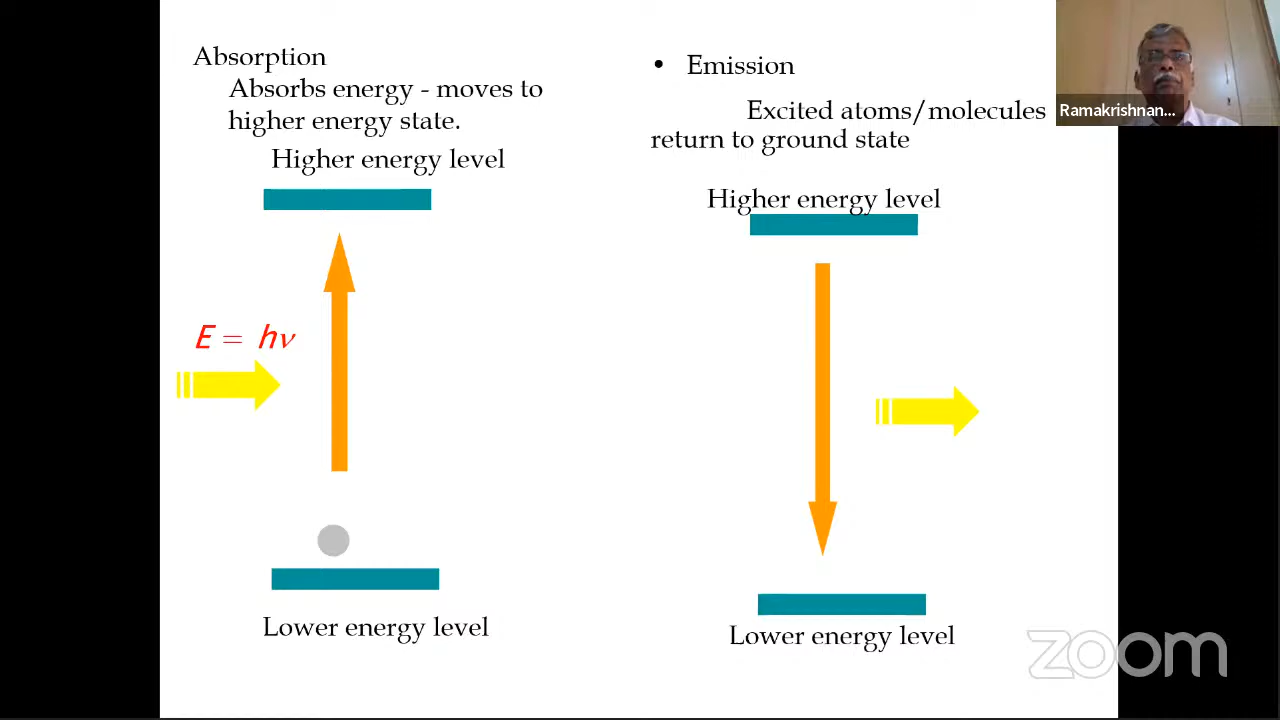 Absorption
Absorbs energy - moves to
higher energy state.
Higher energy level
E = hν
Lower energy level
• Emission
Excited atoms/molecules
return to ground state
Higher energy level
Lower energy level
Ramakrishnan...
zoom